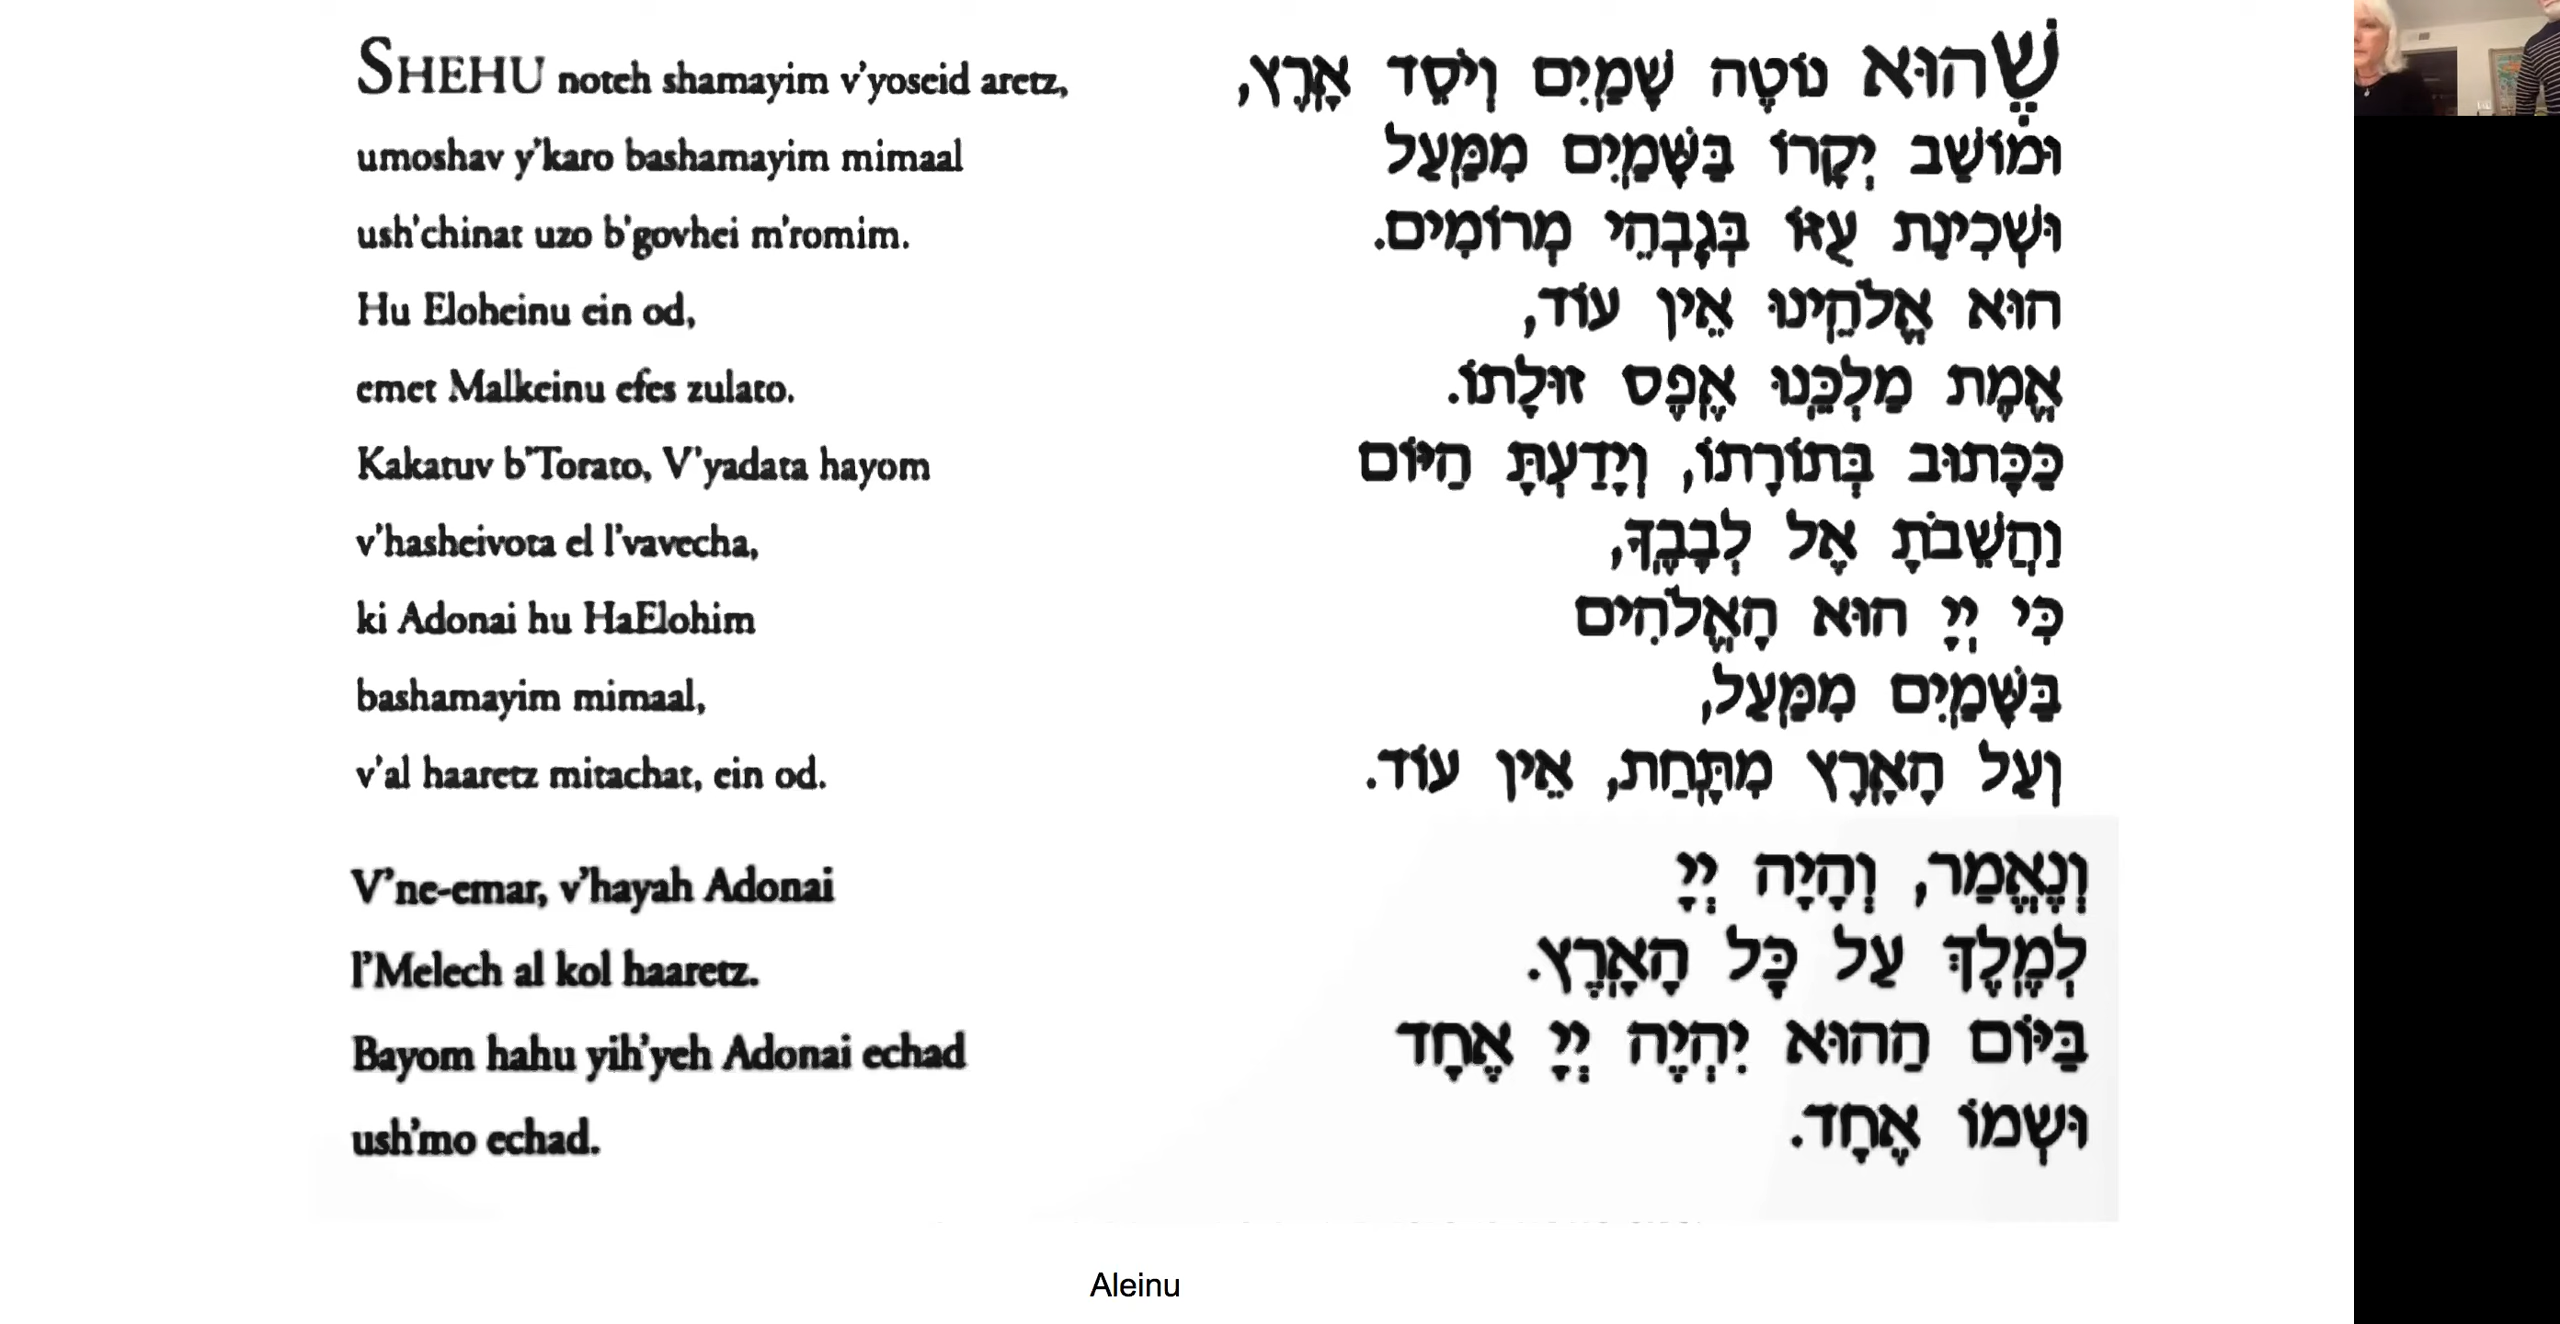 SHEHU noteh shamayim v'yoseid aretz,
umoshav y'karo bashamayim mimaal
ush'chinat uzo b'govhei m'romim.
Hu Eloheinu ein od,
emet Malkeinu efes zulato.
Kakatuv b'Torato, V'yadata hayom
v'hasheivota el l'vavecha,
ki Adonai hu HaElohim
bashamayim mimaal,
v'al haaretz mitachat, ein od.
V'ne-emar, v'hayah Adonai
l'Melech al kol haaretz.
Bayom hahu yih'yeh Adonai echad
ush'mo echad.
שֶׁהוּא נוֹטֶה שָׁמַֽיִם וְיֹסֵד אָֽרֶץ,
וּמוֹשַׁב יְקָרוֹ בַּשָּׁמַֽיִם מִמַּֽעַל
וּשְׁכִינַת עֻזּוֹ בְּגָבְהֵי מְרוֹמִים.
הוּא אֱלֹהֵֽינוּ אֵין עוֹד,
אֱמֶת מַלְכֵּֽנוּ אֶֽפֶס זוּלָתוֹ.
כַּכָּתוּב בְּתוֹרָתוֹ, וְיָדַעְתָּ הַיּוֹם
וַהֲשֵׁבֹתָ אֶל לְבָבֶֽךָ,
כִּי יְיָ הוּא הָאֱלֹהִים
בַּשָּׁמַֽיִם מִמַּֽעַל,
וְעַל הָאָֽרֶץ מִתָּֽחַת, אֵין עוֹד.
וְנֶאֱמַר, וְהָיָה יְיָ
לְמֶֽלֶךְ עַל כָּל הָאָֽרֶץ.
בַּיּוֹם הַהוּא יִהְיֶה יְיָ אֶחָד
וּשְׁמוֹ אֶחָד.
Aleinu